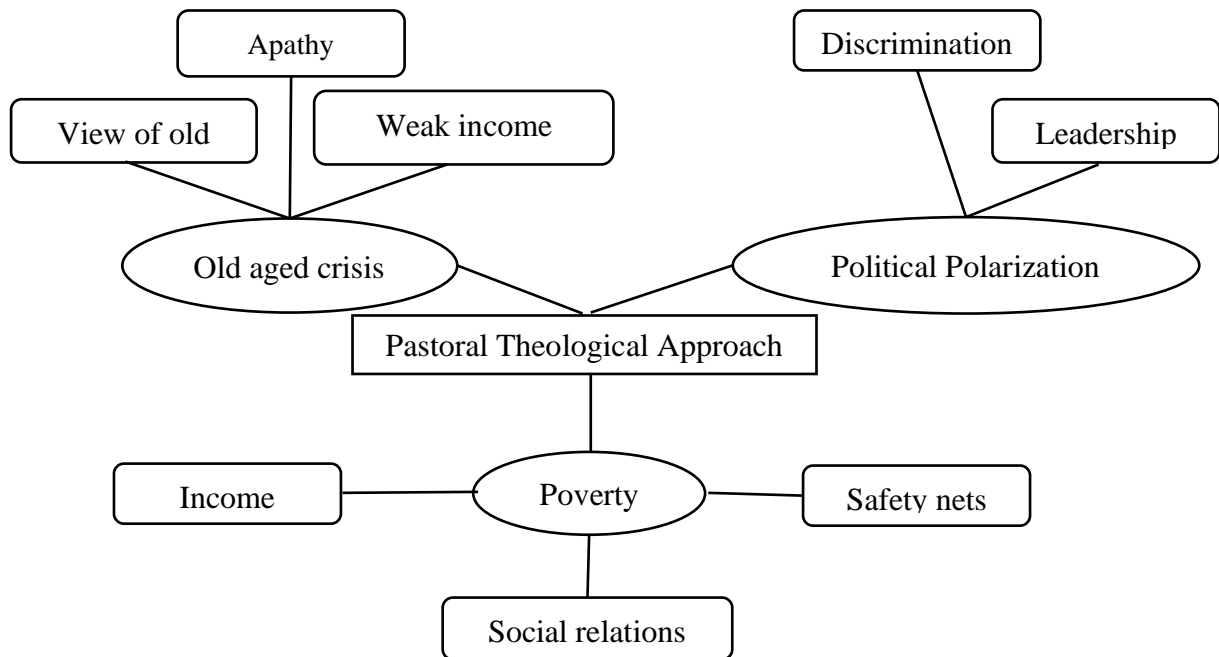 Apathy
Discrimination
View of old
Weak income
Leadership
Old aged crisis
Political Polarization
Pastoral Theological Approach
Income
Poverty
Safety nets
Social relations